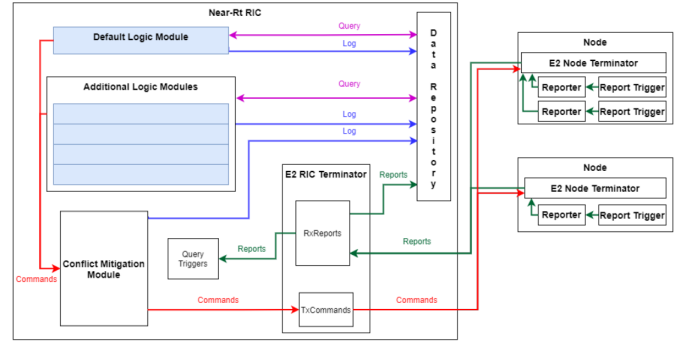 Near-Rt RIC
Default Logic Module
Query
Log
Additional Logic Modules
Query
Log
Log
D
a
t
a
R
e
p
o
s
i
t
o
r
y
E2 RIC Terminator
Reports
RxReports
Reports
Query
Triggers
Reports
Conflict Mitigation
Module
Commands
Commands
TxCommands
Commands
Node
E2 Node Terminator
Reporter
Report Trigger
Reporter
Report Trigger
Node
E2 Node Terminator
Reporter
Report Trigger